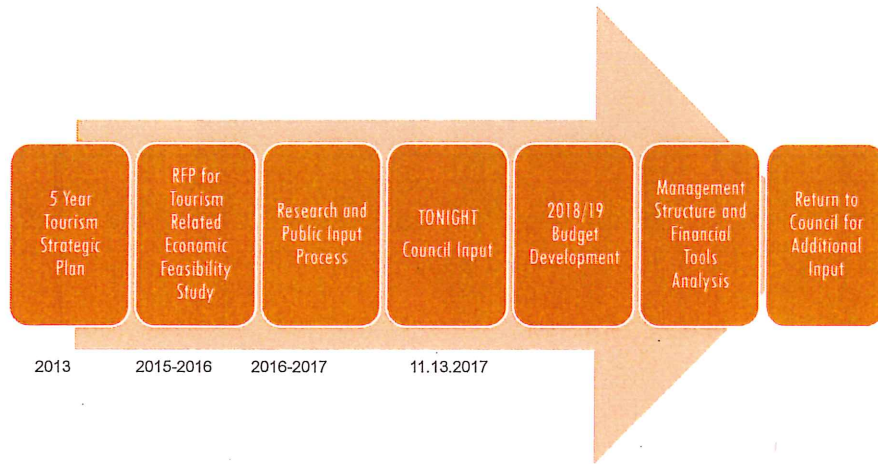 5 Year
Tourism
Strategic
Plan
RFP for
Tourism
Related
Economic
Feasibility
Study
Research and
Public Input
Process
TONIGHT
Council Input
2018/19
Budget
Development
Management
Structure and
Financial
Tools
Analysis
Return to
Council for
Additional
Input
2013
2015-2016
2016-2017
11.13.2017